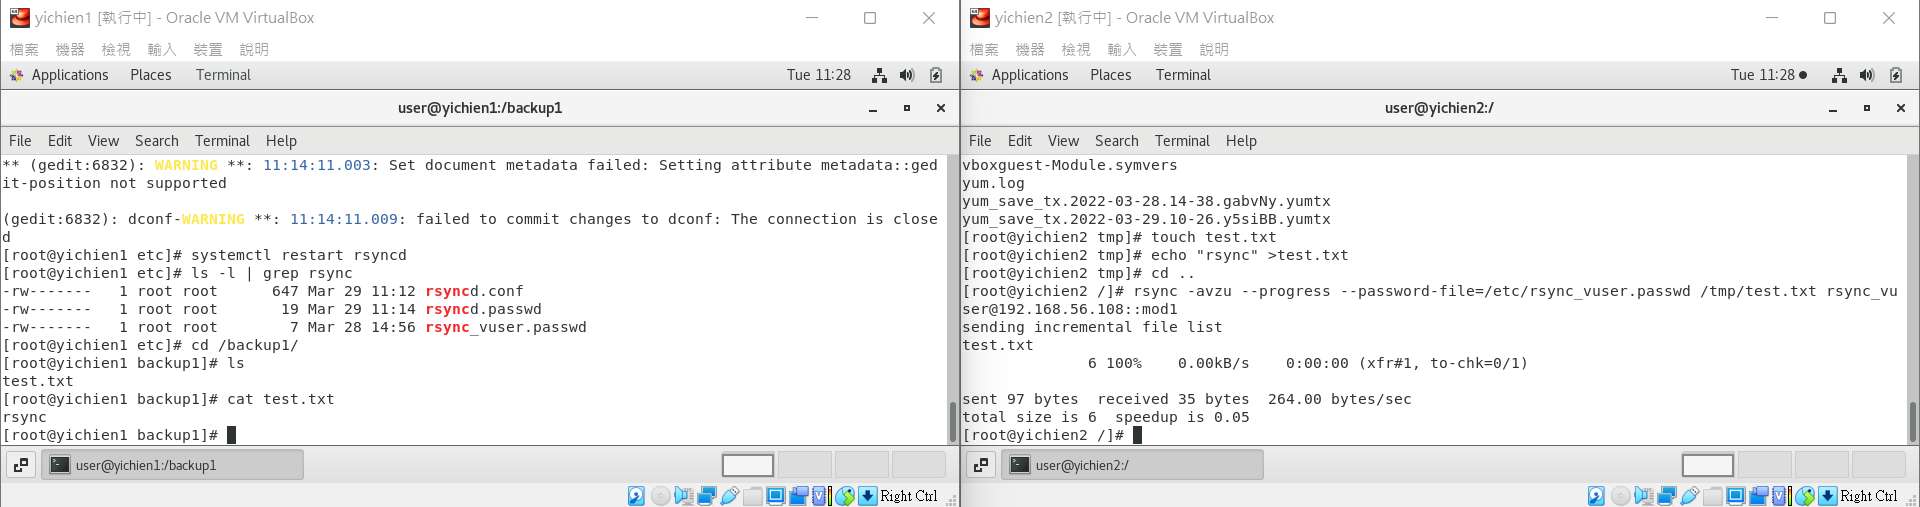 yichien1 [執行中] - Oracle VM VirtualBox
檔案 機器 檢視 輸入 裝置 說明
Applications Places Terminal Tue 11:28
user@yichien1:/backup1
File Edit View Search Terminal Help
** (gedit:6832): WARNING **: 11:14:11.003: Set document metadata failed: Setting attribute metadata::ged
it-position not supported
(gedit:6832): dconf-WARNING **: 11:14:11.009: failed to commit changes to dconf: The connection is close
d
[root@yichien1 etc]# systemctl restart rsyncd
[root@yichien1 etc]# ls -l | grep rsync
-rw-------   1 root root      647 Mar 29 11:12 rsyncd.conf
-rw-------   1 root root       19 Mar 29 11:14 rsyncd.passwd
-rw-------   1 root root        7 Mar 28 14:56 rsync_vuser.passwd
[root@yichien1 etc]# cd /backup1/
[root@yichien1 backup1]# ls
test.txt
[root@yichien1 backup1]# cat test.txt
rsync
[root@yichien1 backup1]#
user@yichien1:/backup1
Right Ctrl
yichien2 [執行中] - Oracle VM VirtualBox
檔案 機器 檢視 輸入 裝置 說明
Applications Places Terminal Tue 11:28
user@yichien2:/
File Edit View Search Terminal Help
vboxguest-Module.symvers
yum.log
yum_save_tx.2022-03-28.14-38.gabvNy.yumtx
yum_save_tx.2022-03-29.10-26.y5siBB.yumtx
[root@yichien2 tmp]# touch test.txt
[root@yichien2 tmp]# echo "rsync" >test.txt
[root@yichien2 tmp]# cd ..
[root@yichien2 /]# rsync -avzu --progress --password-file=/etc/rsync_vuser.passwd /tmp/test.txt rsync_vu
ser@192.168.56.108::mod1
sending incremental file list
test.txt
              6 100%    0.00kB/s    0:00:00 (xfr#1, to-chk=0/1)
sent 97 bytes  received 35 bytes  264.00 bytes/sec
total size is 6  speedup is 0.05
[root@yichien2 /]#
user@yichien2:/
Right Ctrl